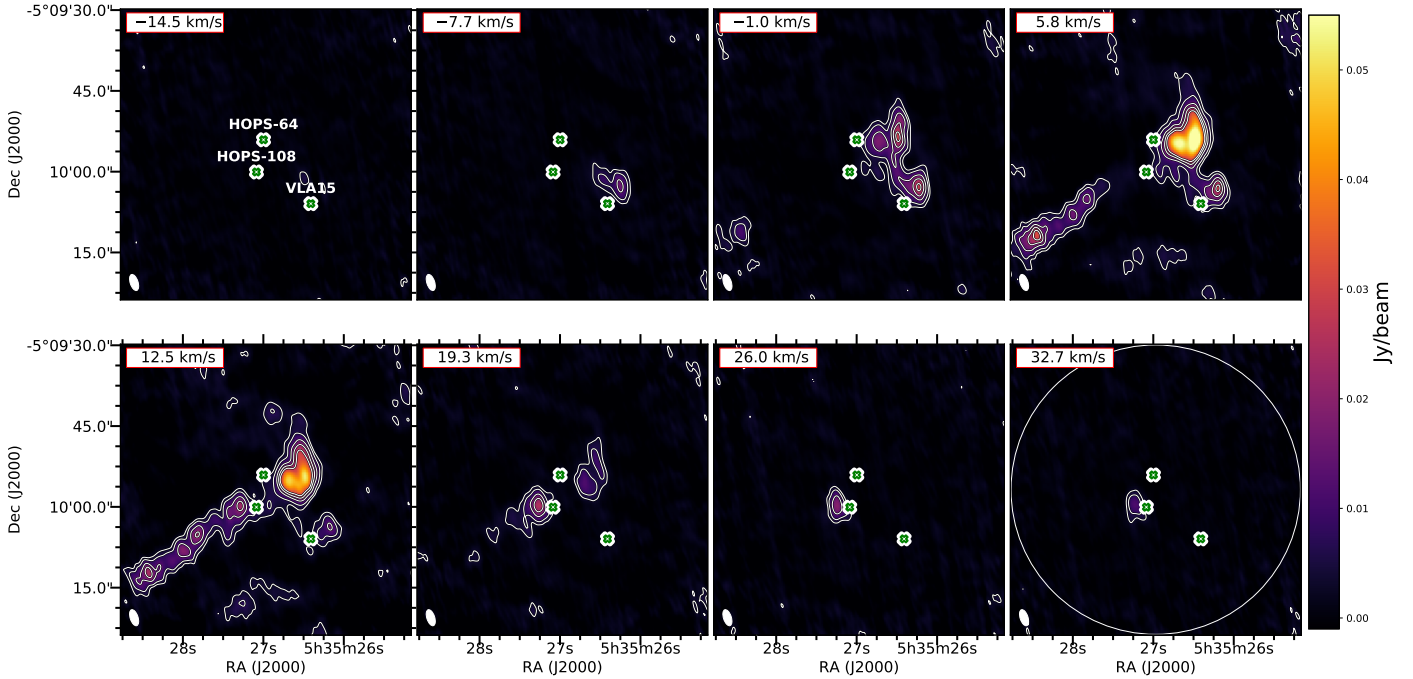 -5°09'30.0"
−14.5 km/s
−7.7 km/s
−1.0 km/s
5.8 km/s
45.0"
10'00.0"
15.0"
Dec (J2000)
HOPS-64
HOPS-108
VLA15
0.05
0.04
0.03
0.02
0.01
0.00
Jy/beam
-5°09'30.0"
12.5 km/s
19.3 km/s
26.0 km/s
32.7 km/s
45.0"
10'00.0"
15.0"
Dec (J2000)
28s 27s 5h35m26s
RA (J2000)
28s 27s 5h35m26s
RA (J2000)
28s 27s 5h35m26s
RA (J2000)
28s 27s 5h35m26s
RA (J2000)